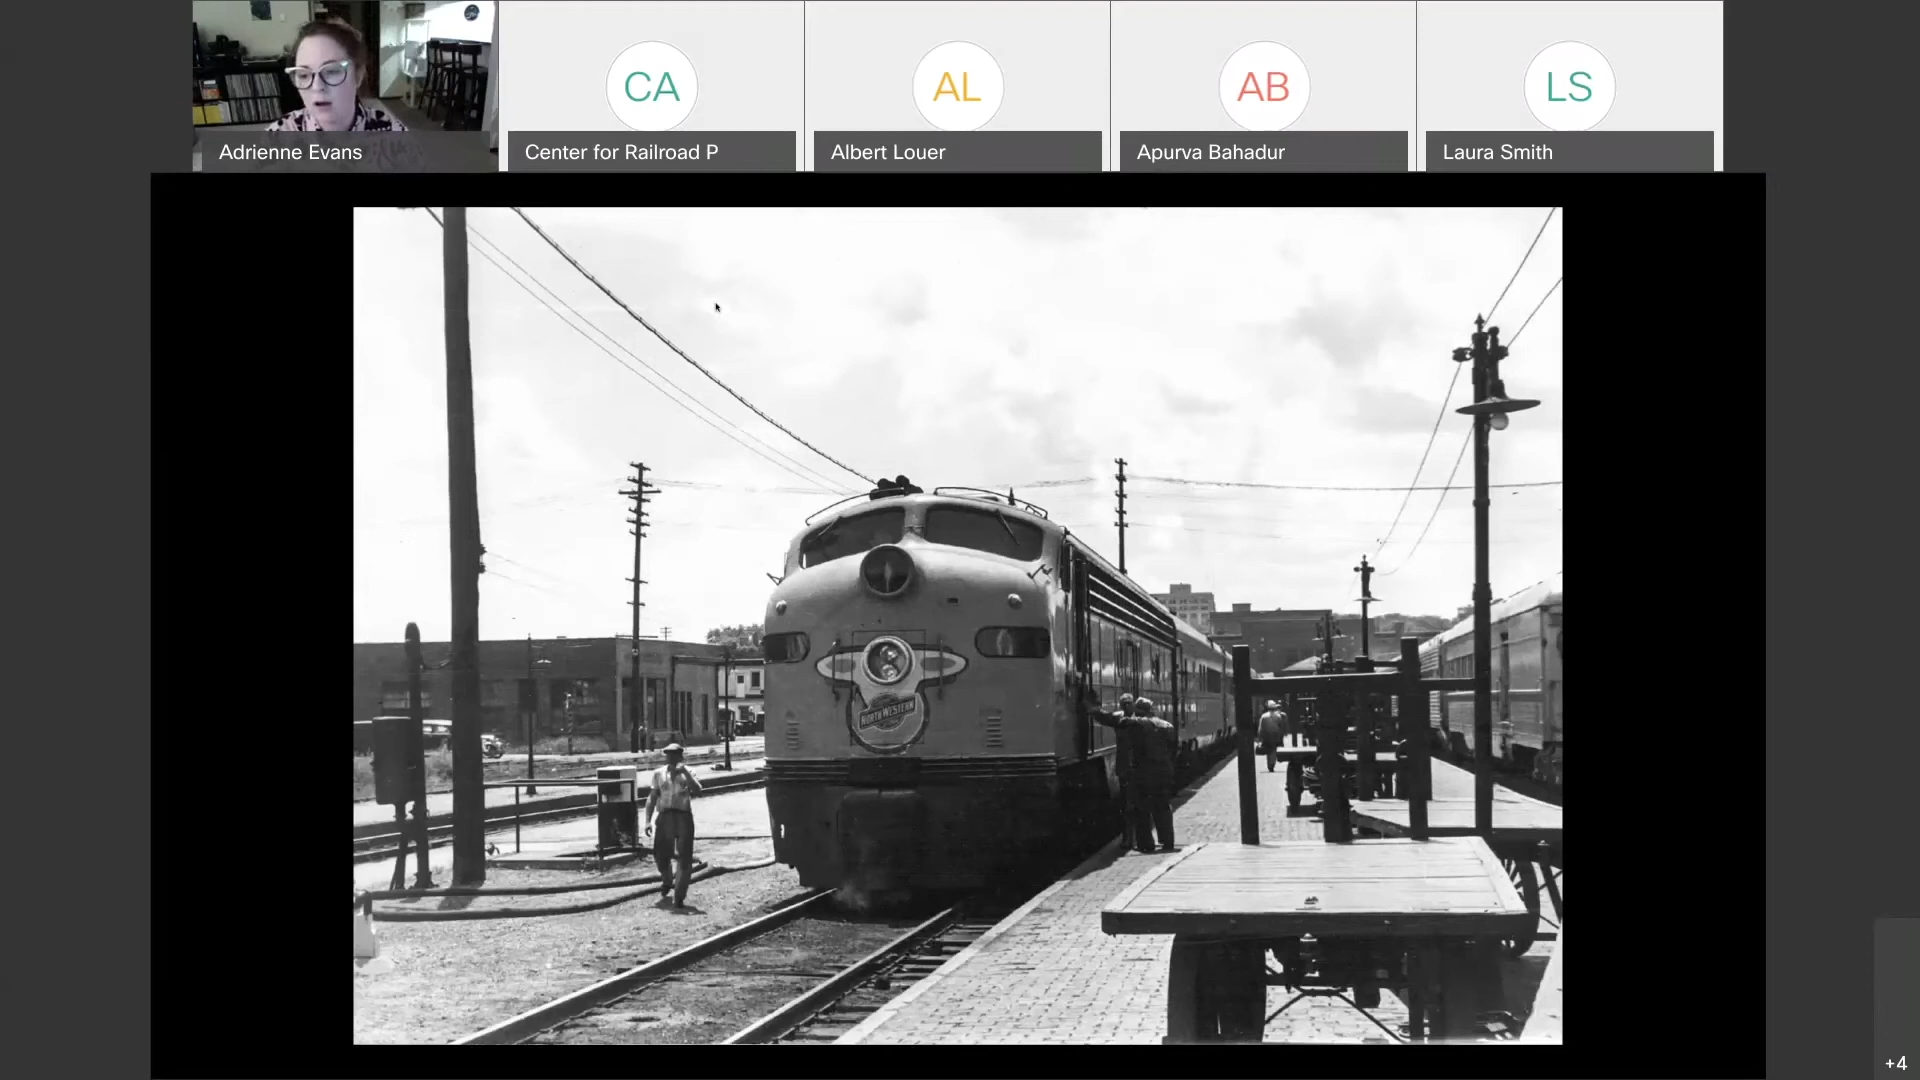 CA
AL
AB
LS
Adrienne Evans
Center for Railroad P
Albert Louer
Apurva Bahadur
Laura Smith
NORTH WESTERN
+4